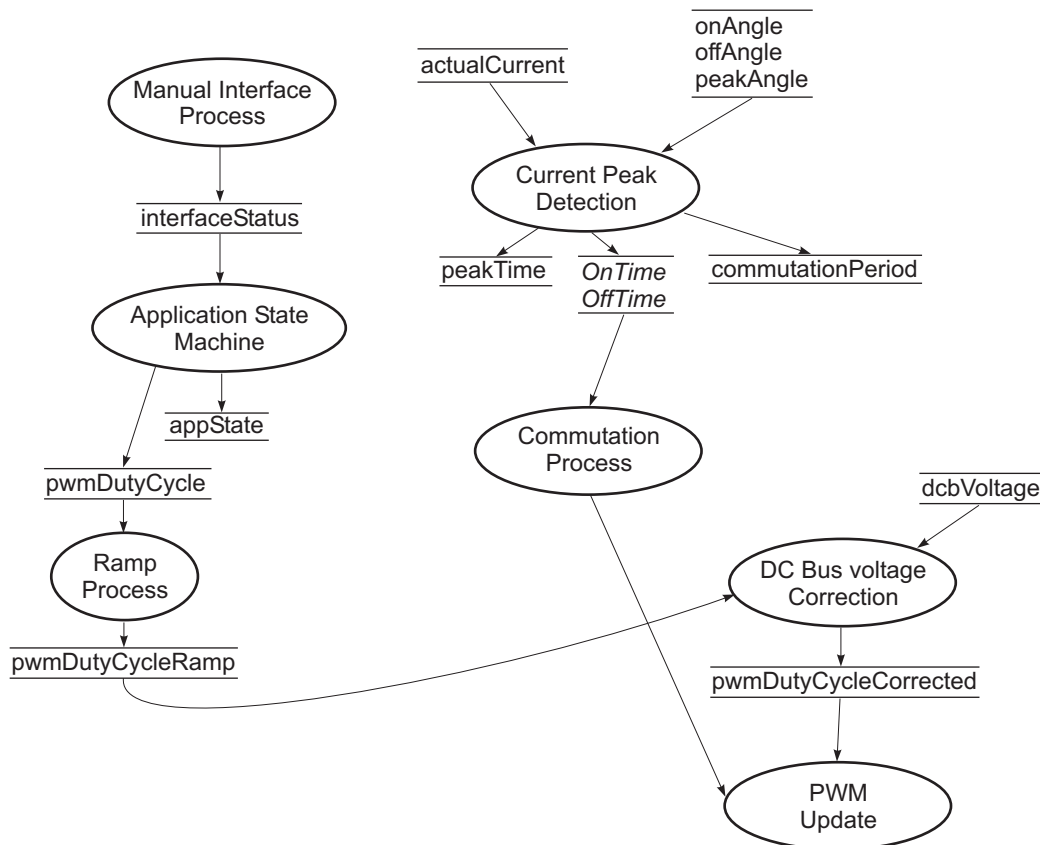 onAngle
offAngle
peakAngle
actualCurrent
Manual Interface
Process
Current Peak
Detection
interfaceStatus
peakTime
OnTime
OffTime
commutationPeriod
Application State
Machine
appState
Commutation
Process
pwmDutyCycle
dcbVoltage
Ramp
Process
DC Bus voltage
Correction
pwmDutyCycleRamp
pwmDutyCycleCorrected
PWM
Update